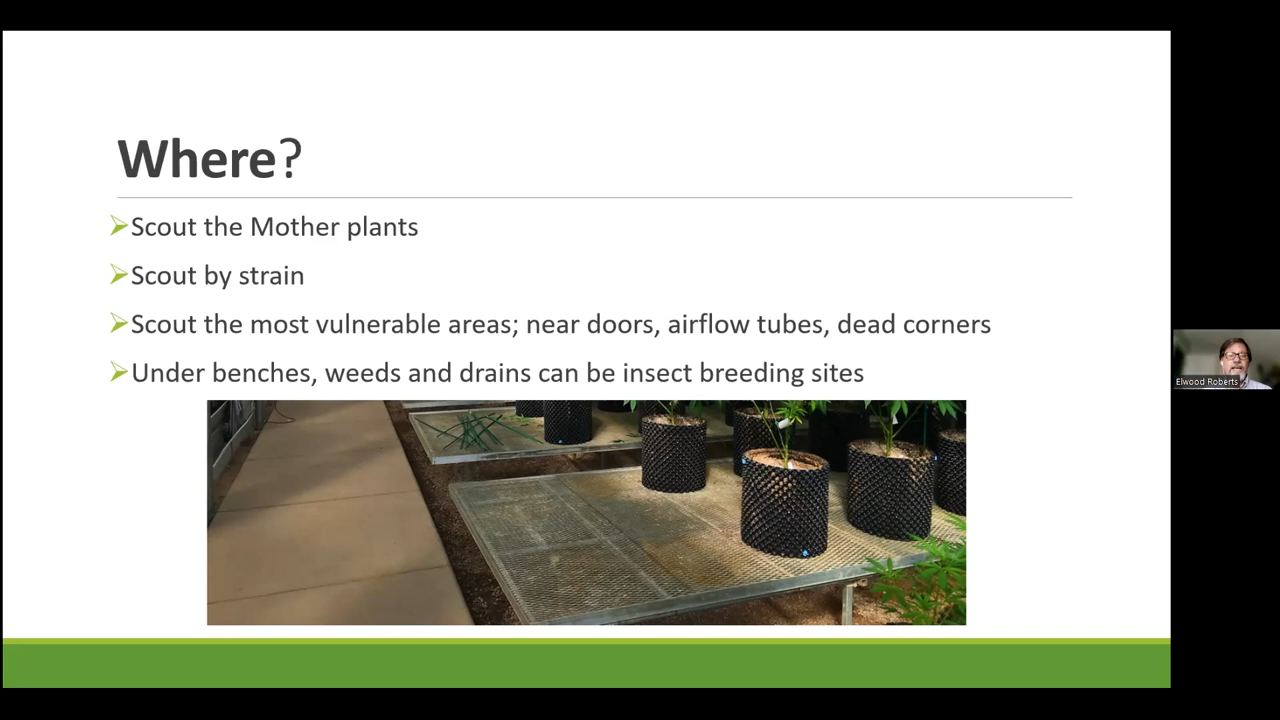 Where?
Scout the Mother plants
Scout by strain
Scout the most vulnerable areas; near doors, airflow tubes, dead corners
Under benches, weeds and drains can be insect breeding sites
Elwood Roberts